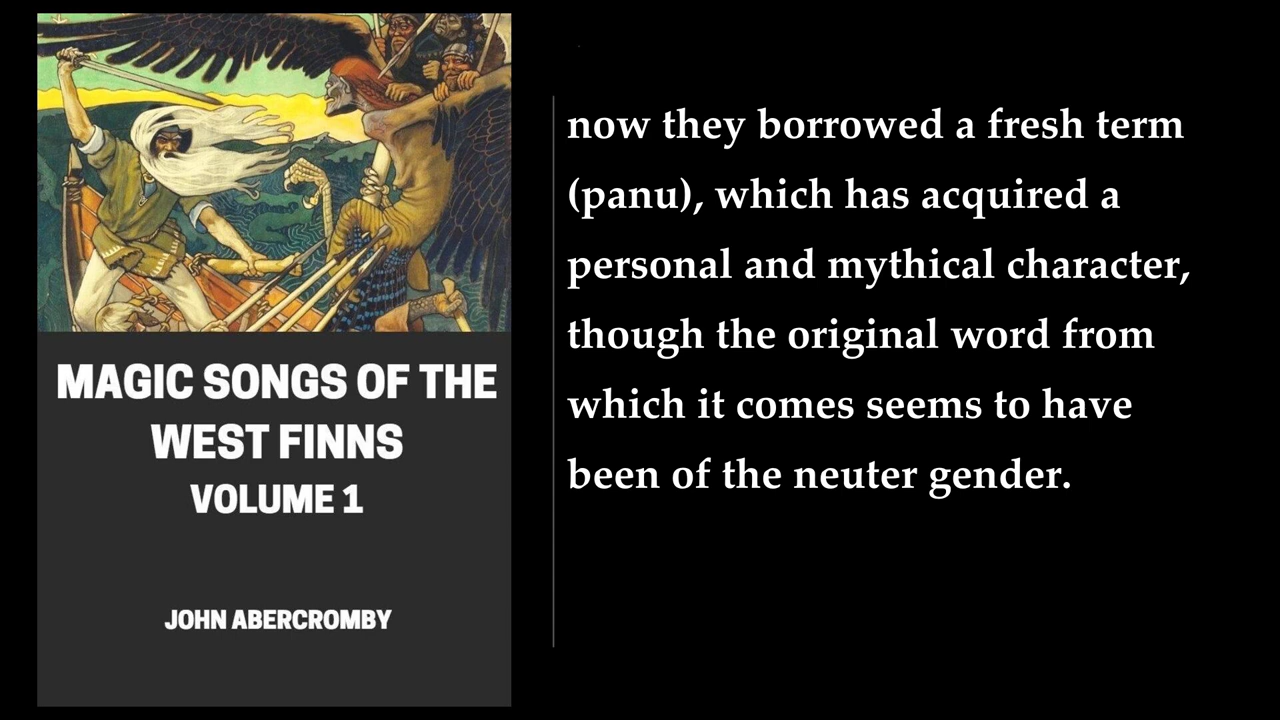 MAGIC SONGS OF THE
WEST FINNS
VOLUME 1
JOHN ABERCROMBY
now they borrowed a fresh term
(panu), which has acquired a
personal and mythical character,
though the original word from
which it comes seems to have
been of the neuter gender.